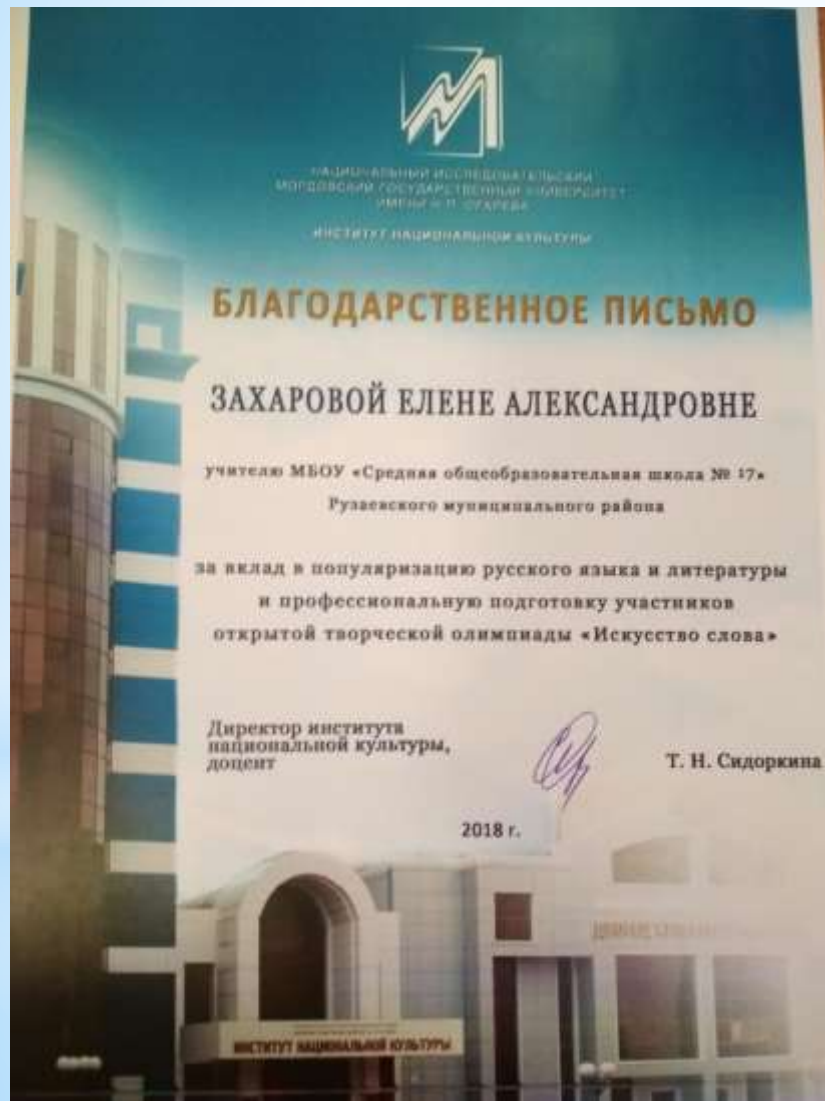 НАЦИОНАЛЬНЫЙ ИССЛЕДОВАТЕЛЬСКИЙ
МОРДОВСКИЙ ГОСУДАРСТВЕННЫЙ УНИВЕРСИТЕТ
ИМЕНИ Н.П. ОГАРЕВА
ИНСТИТУТ НАЦИОНАЛЬНОЙ КУЛЬТУРЫ
БЛАГОДАРСТВЕННОЕ ПИСЬМО
ЗАХАРОВОЙ ЕЛЕНЕ АЛЕКСАНДРОВНЕ
учителю МБОУ «Средняя общеобразовательная школа № 17»
Рузаевского муниципального района
за вклад в популяризацию русского языка и литературы
и профессиональную подготовку участников
открытой творческой олимпиады «Искусство слова»
Директор института
национальной культуры,
доцент
Т. Н. Сидоркина
2018 г.
ИНСТИТУТ НАЦИОНАЛЬНОЙ КУЛЬТУРЫ